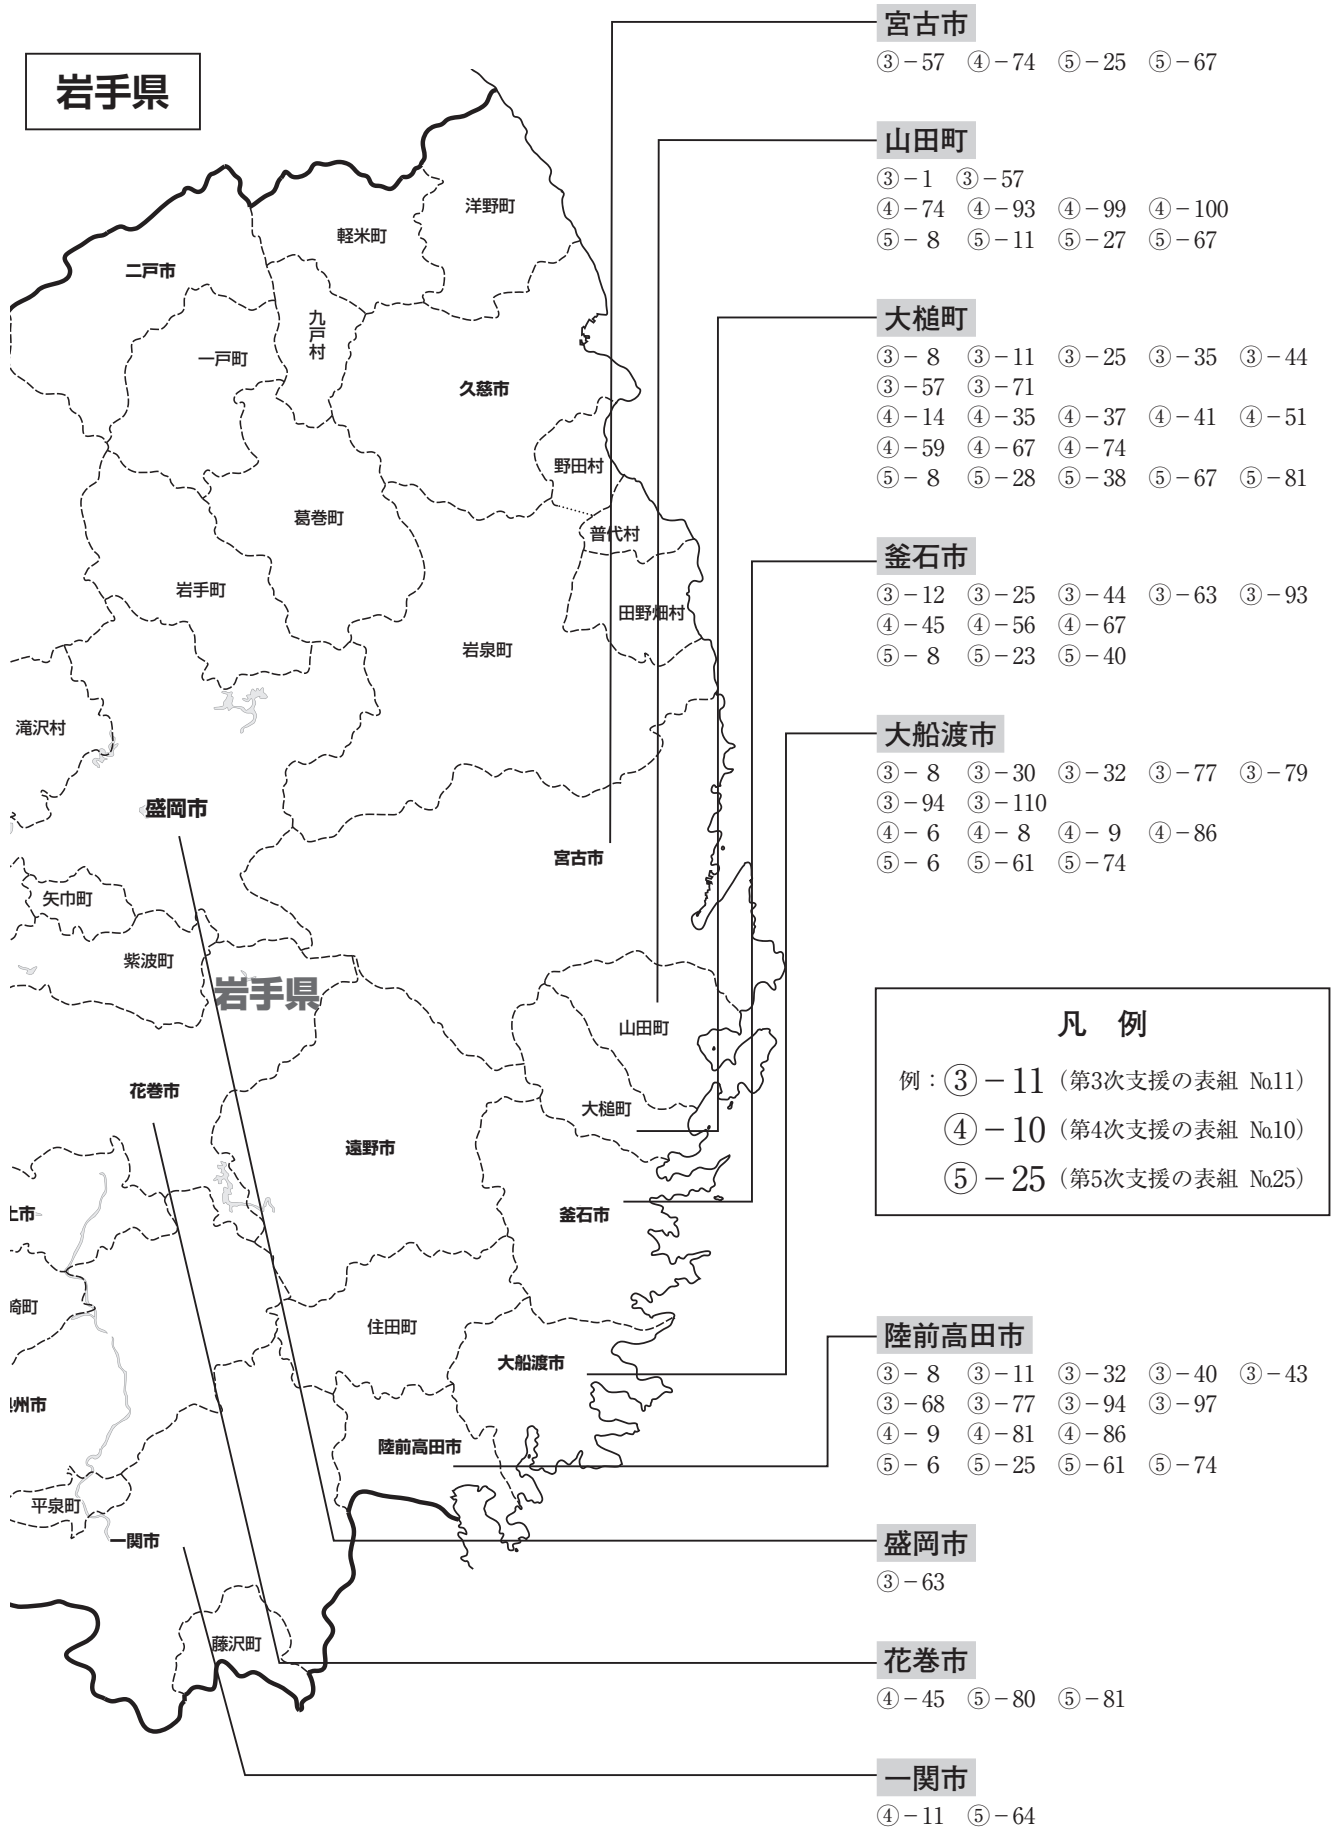 岩手県
宮古市
③－57 ④－74 ⑤－25 ⑤－67
山田町
③－1 ③－57
④－74 ④－93 ④－99 ④－100
⑤－8 ⑤－11 ⑤－27 ⑤－67
大槌町
③－8 ③－11 ③－25 ③－35 ③－44
③－57 ③－71
④－14 ④－35 ④－37 ④－41 ④－51
④－59 ④－67 ④－74
⑤－8 ⑤－28 ⑤－38 ⑤－67 ⑤－81
釜石市
③－12 ③－25 ③－44 ③－63 ③－93
④－45 ④－56 ④－67
⑤－8 ⑤－23 ⑤－40
大船渡市
③－8 ③－30 ③－32 ③－77 ③－79
③－94 ③－110
④－6 ④－8 ④－9 ④－86
⑤－6 ⑤－61 ⑤－74
凡 例
例：③－11（第3次支援の表組 №11）
④－10（第4次支援の表組 №10）
⑤－25（第5次支援の表組 №25）
陸前高田市
③－8 ③－11 ③－32 ③－40 ③－43
③－68 ③－77 ③－94 ③－97
④－9 ④－81 ④－86
⑤－6 ⑤－25 ⑤－61 ⑤－74
盛岡市
③－63
花巻市
④－45 ⑤－80 ⑤－81
一関市
④－11 ⑤－64
洋野町
軽米町
二戸市
九戸村
一戸町
久慈市
野田村
葛巻町
普代村
岩手町
田野畑村
岩泉町
滝沢村
盛岡市
宮古市
矢巾町
紫波町
岩手県
山田町
花巻市
大槌町
遠野市
上市
釜石市
崎町
住田町
大船渡市
州市
陸前高田市
平泉町
一関市
藤沢町